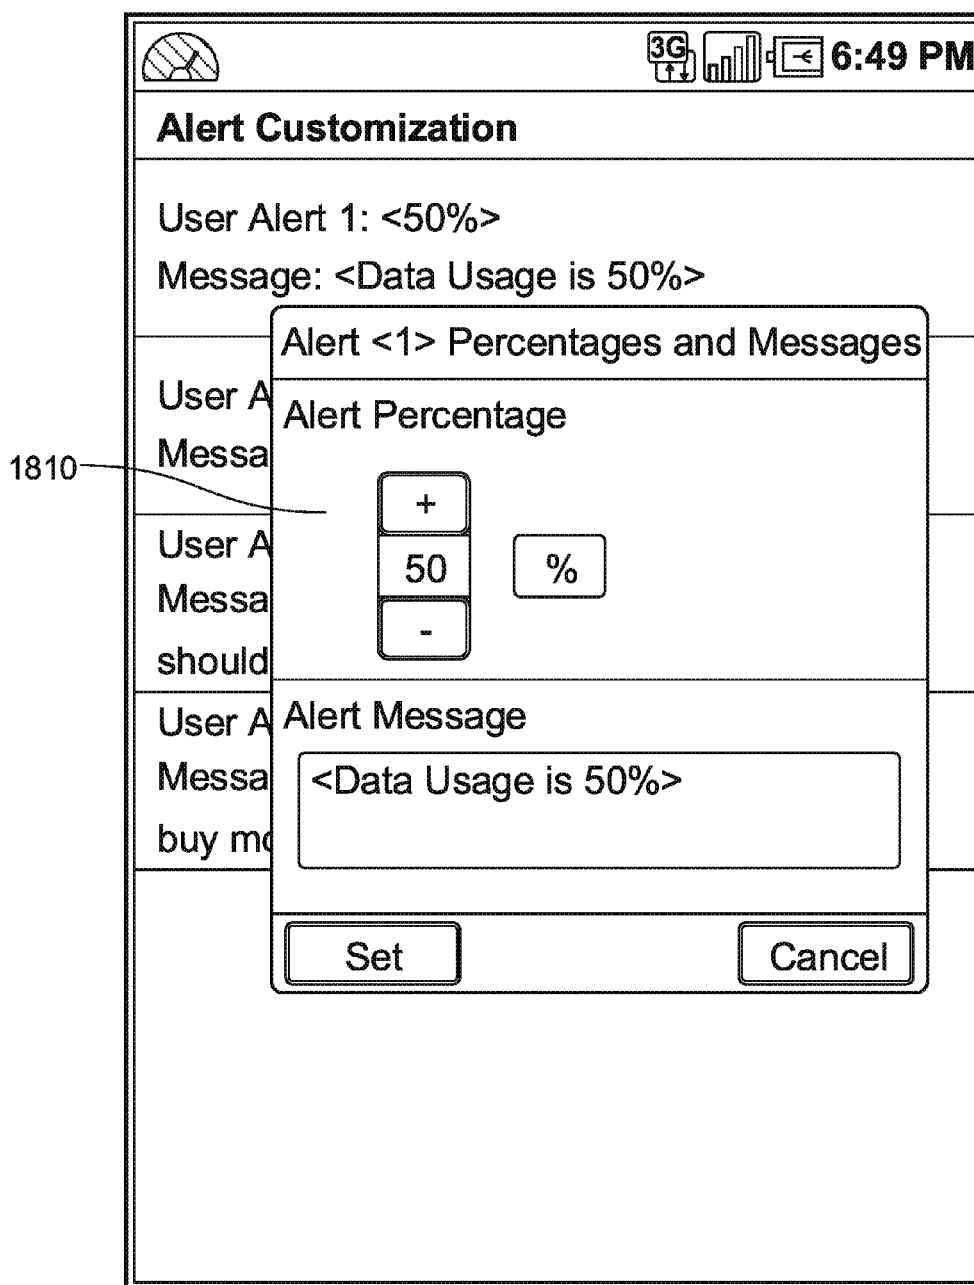 3G 6:49 PM
Alert Customization
User Alert 1: <50%>
Message: <Data Usage is 50%>
Alert <1> Percentages and Messages
User A
Alert Percentage
Messa
1810
+
User A
50 %
Messa
-
should
User A
Alert Message
Messa
<Data Usage is 50%>
buy mo
Set Cancel